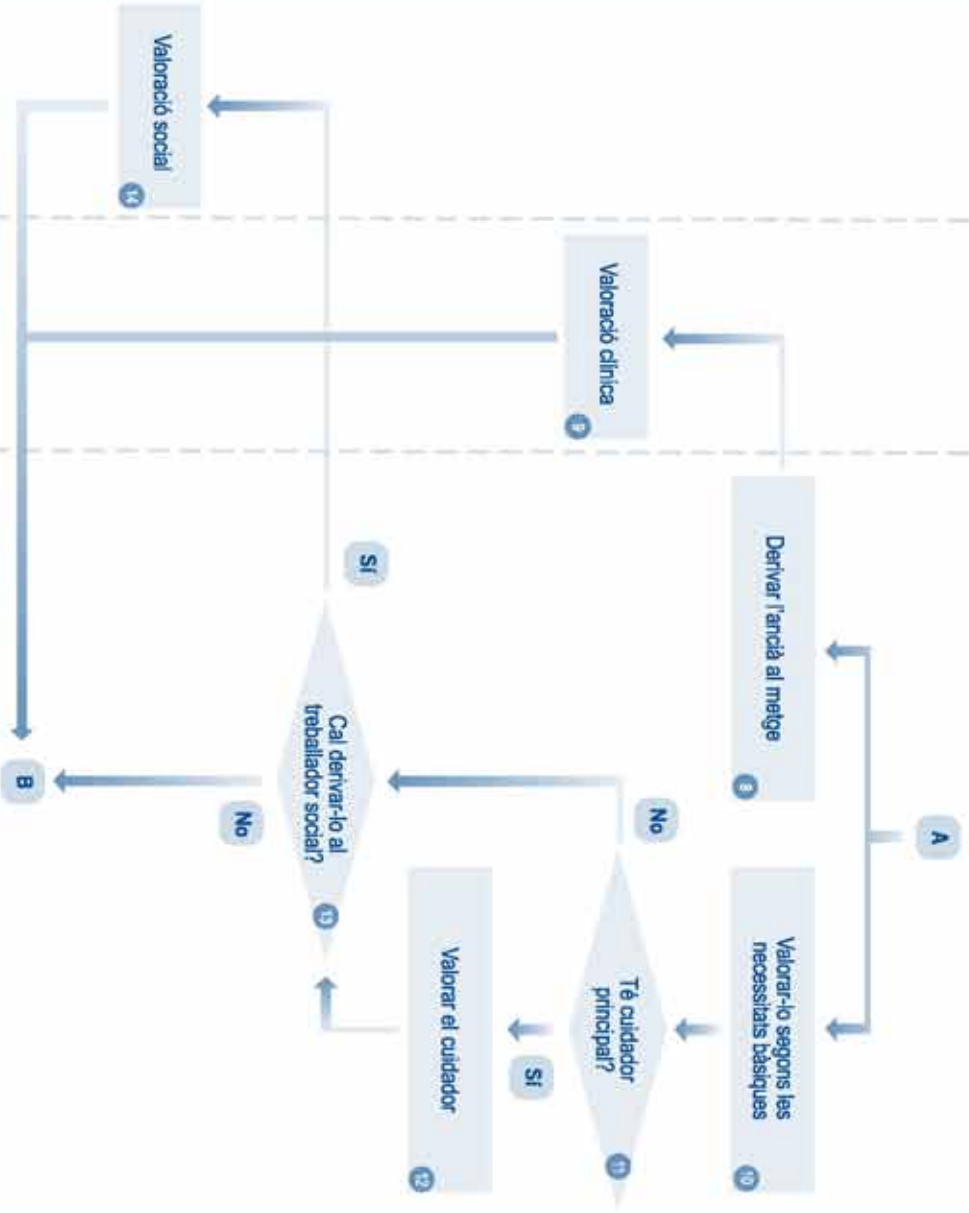 A
Derivar l'ancià al metge
8
Valorar-lo segons les
necessitats bàsiques
10
Valoració clínica
9
Té cuidador
principal?
11
No
Sí
Valorar el cuidador
12
Cal derivar-lo al
treballador social?
13
Sí
No
Valoració social
14
B